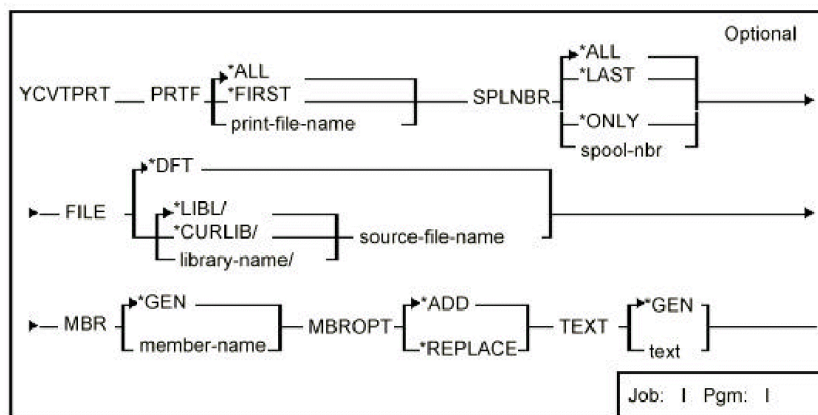 Optional
YCVTPRT PRTF *ALL SPLNBR *ALL
*FIRST *LAST
print-file-name *ONLY
spool-nbr
FILE *DFT
*LIBL/
*CURLIB/ source-file-name
library-name/
MBR *GEN MBROPT *ADD TEXT *GEN
member-name *REPLACE text
Job: I Pgm: I